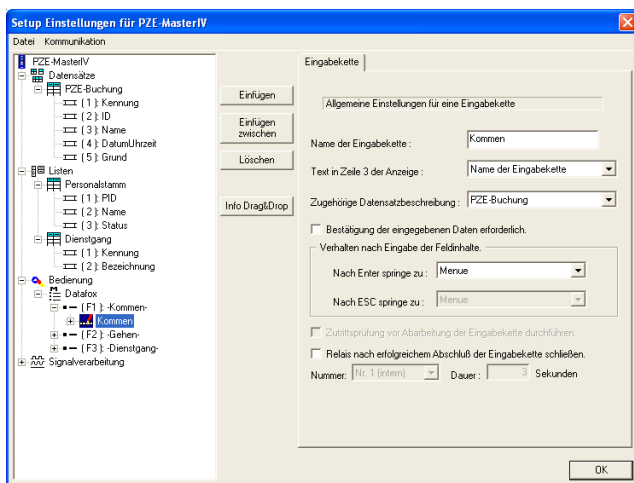 Setup Einstellungen für PZE-MasterIV
Datei Kommunikation
PZE-MasterIV
Datensätze
PZE-Buchung
( 1 ): Kennung
( 2 ): ID
( 3 ): Name
( 4 ): DatumUhrzeit
( 5 ): Grund
Listen
Personalstamm
( 1 ): PID
( 2 ): Name
( 3 ): Status
Dienstgang
( 1 ): Kennung
( 2 ): Bezeichnung
Bedienung
Datafox
( F1 ): -Kommen-
Kommen
( F2 ): -Gehen-
( F3 ): -Dienstgang-
Signalverarbeitung
Einfügen
Einfügen
zwischen
Löschen
Info Drag&Drop
Eingabekette
Allgemeine Einstellungen für eine Eingabekette
Name der Eingabekette : Kommen
Text in Zeile 3 der Anzeige : Name der Eingabekette
Zugehörige Datensatzbeschreibung : PZE-Buchung
Bestätigung der eingegebenen Daten erforderlich.
Verhalten nach Eingabe der Feldinhalte.
Nach Enter springe zu : Menue
Nach ESC springe zu : Menue
Zutrittsprüfung vor Abarbeitung der Eingabekette durchführen
Relais nach erfolgreichem Abschluß der Eingabekette schließen.
Nummer: Nr. 1 (intern) Dauer : 3 Sekunden
OK